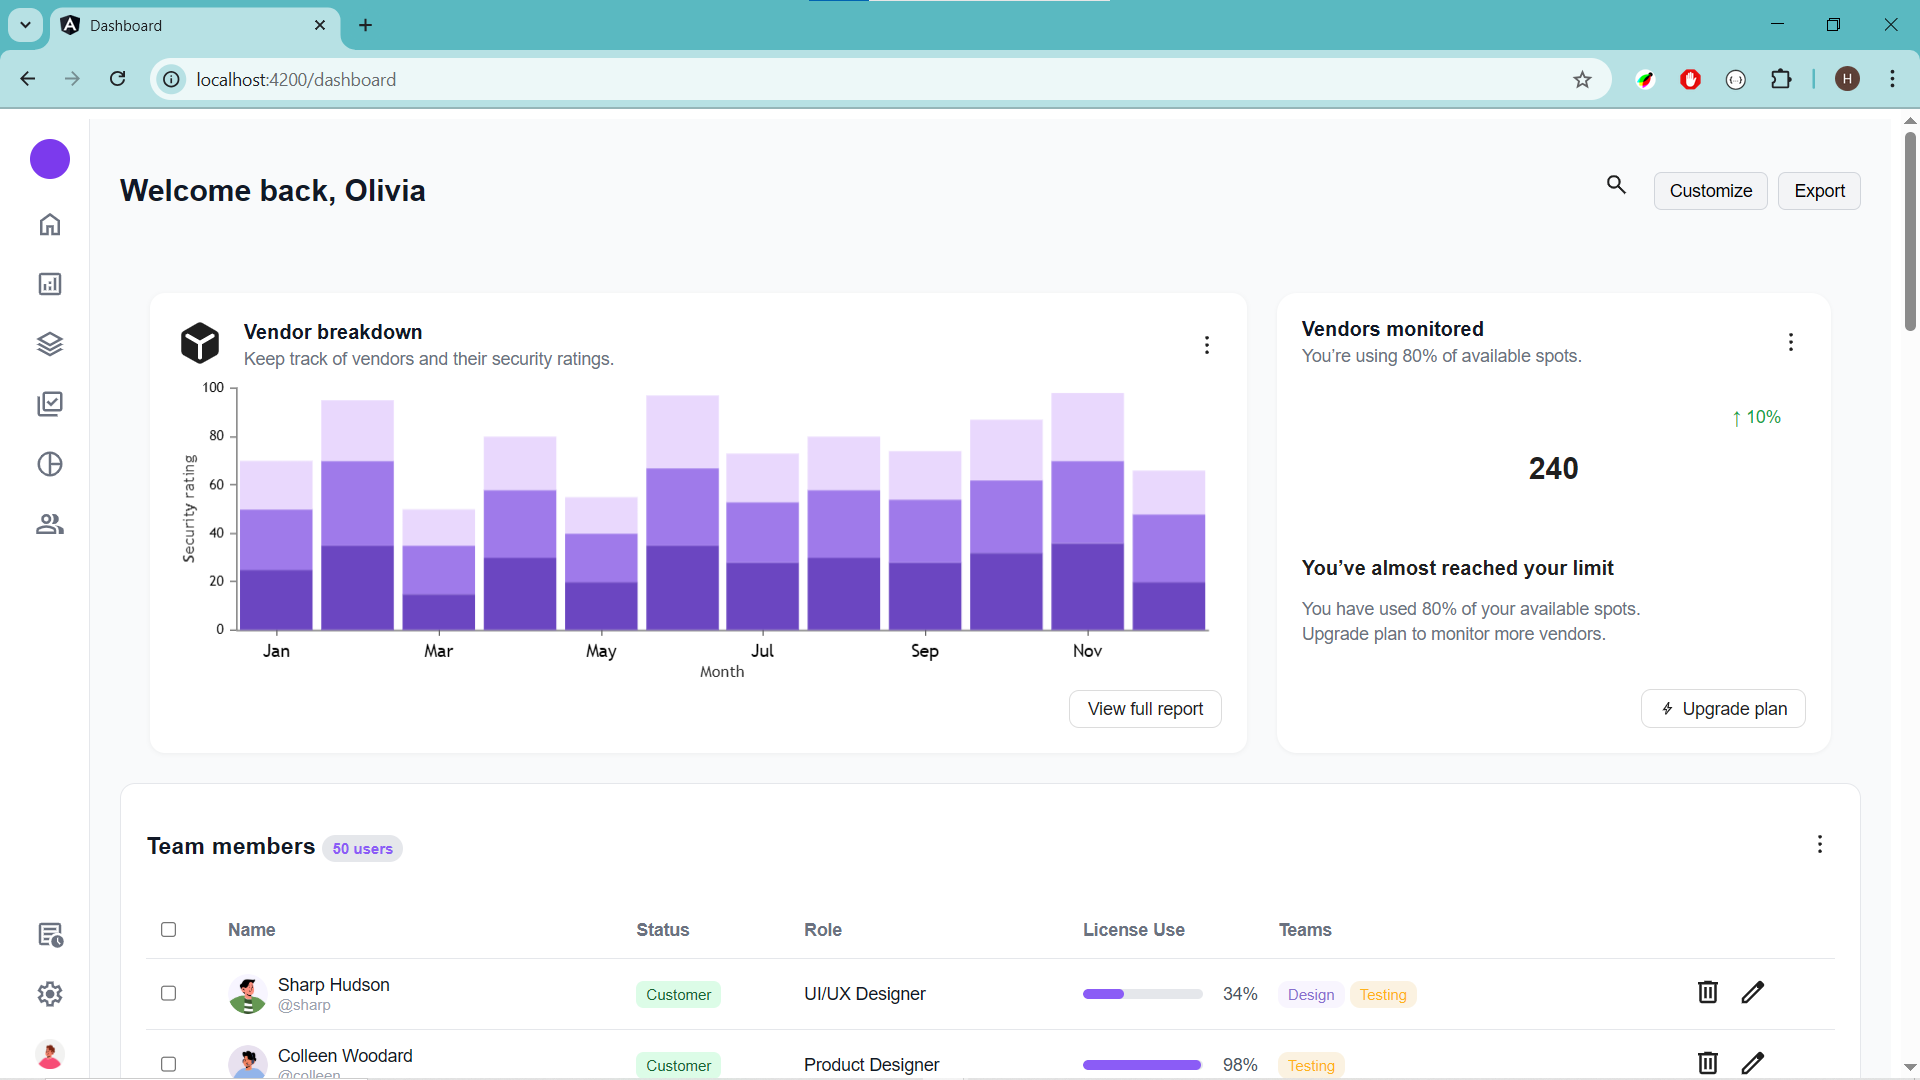 Dashboard
localhost:4200/dashboard
H
Welcome back, Olivia
Customize
Export
Vendor breakdown
Keep track of vendors and their security ratings.
100
80
60
40
20
0
Security rating
Jan Mar May Jul Sep Nov
Month
View full report
Vendors monitored
You’re using 80% of available spots.
↑ 10%
240
You’ve almost reached your limit
You have used 80% of your available spots.
Upgrade plan to monitor more vendors.
Upgrade plan
Team members 50 users
Name Status Role License Use Teams
Sharp Hudson
@sharp
Customer UI/UX Designer 34% Design Testing
Colleen Woodard
@colleen
Customer Product Designer 98% Testing